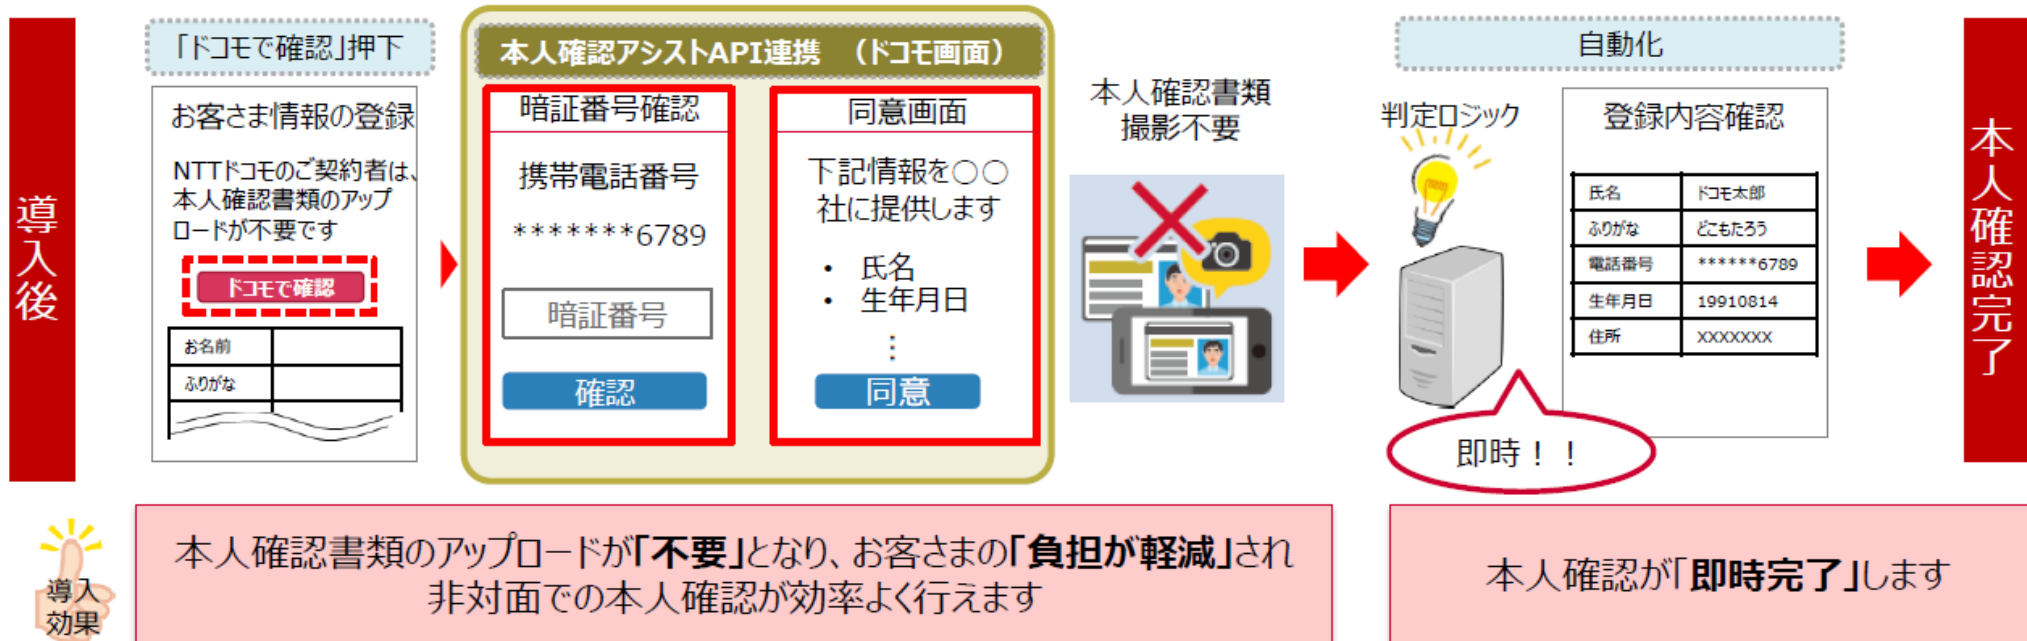 導入後
「ドコモで確認」押下
お客さま情報の登録
NTTドコモのご契約者は、
本人確認書類のアップ
ロードが不要です
ドコモで確認
お名前
ふりがな
本人確認アシストAPI連携 (ドコモ画面)
暗証番号確認
携帯電話番号
*******6789
暗証番号
確認
同意画面
下記情報を○○
社に提供します
・ 氏名
・ 生年月日
⋮
同意
本人確認書類
撮影不要
自動化
判定ロジック
即時!!
登録内容確認
氏名 ドコモ太郎
ふりがな どこもたろう
電話番号 ******6789
生年月日 19910814
住所 XXXXXXX
本人確認完了
導入
効果
本人確認書類のアップロードが「不要」となり、お客さまの「負担が軽減」され
非対面での本人確認が効率よく行えます
本人確認が「即時完了」します